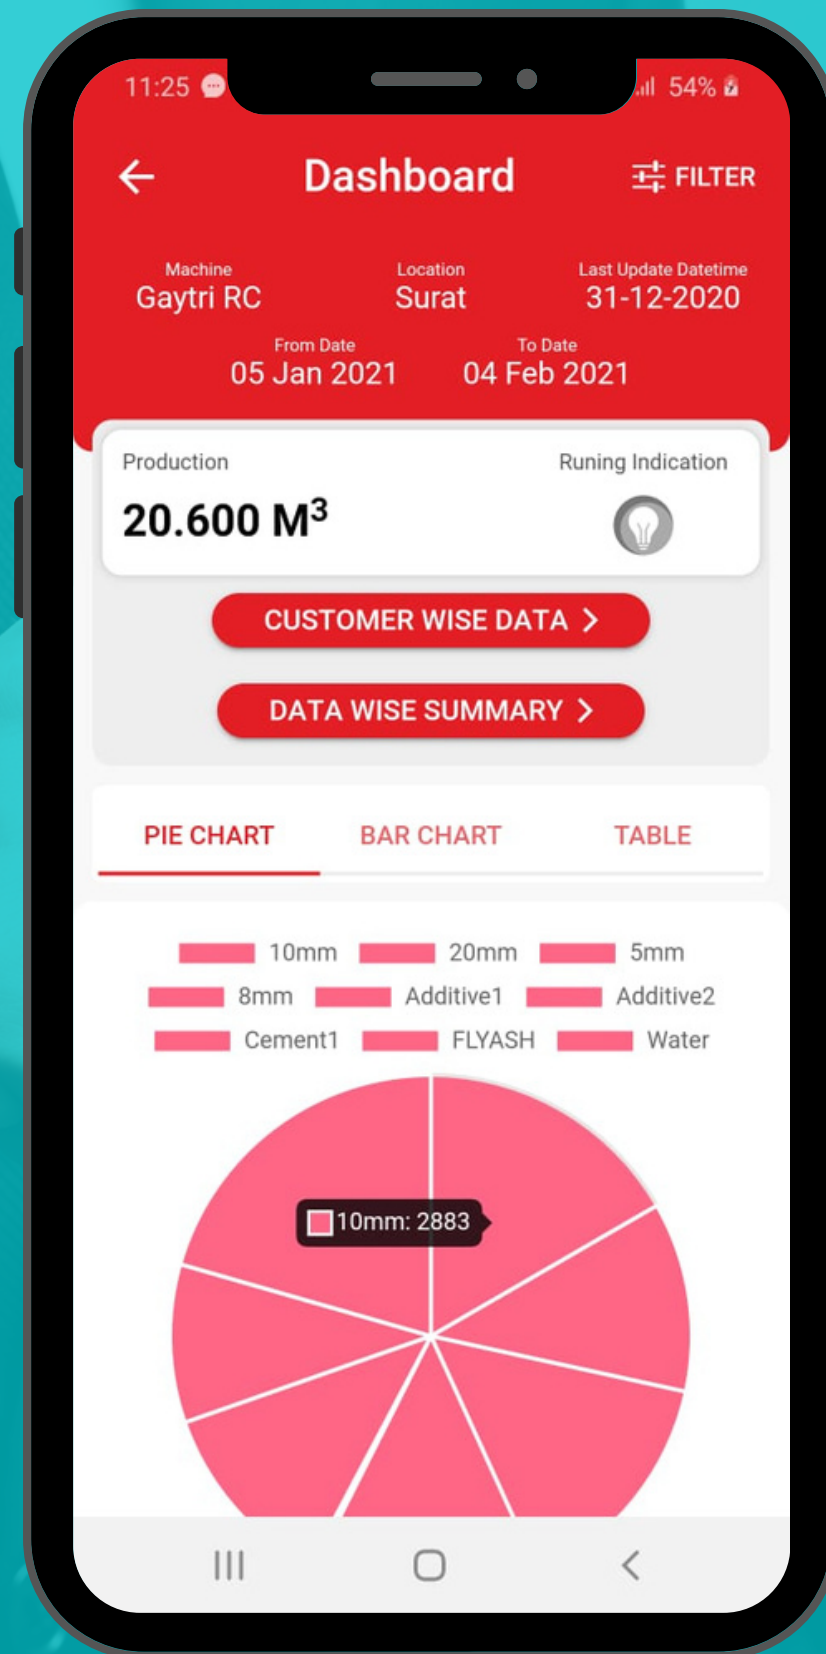 11:25 54%
Dashboard FILTER
Machine Location Last Update Datetime
Gaytri RC Surat 31-12-2020
From Date To Date
05 Jan 2021 04 Feb 2021
Production Runing Indication
20.600 M³
CUSTOMER WISE DATA
DATA WISE SUMMARY
PIE CHART BAR CHART TABLE
10mm 20mm 5mm
8mm Additive1 Additive2
Cement1 FLYASH Water
10mm: 2883